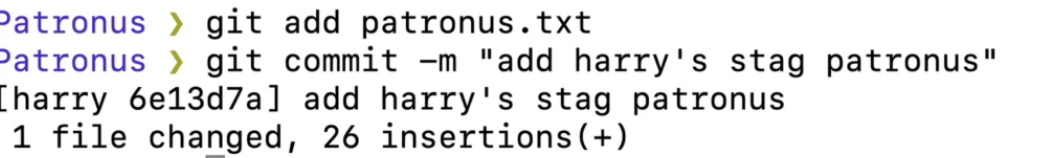 Patronus ❯ git add patronus.txt
Patronus ❯ git commit -m "add harry's stag patronus"
[harry 6e13d7a] add harry's stag patronus
1 file changed, 26 insertions(+)